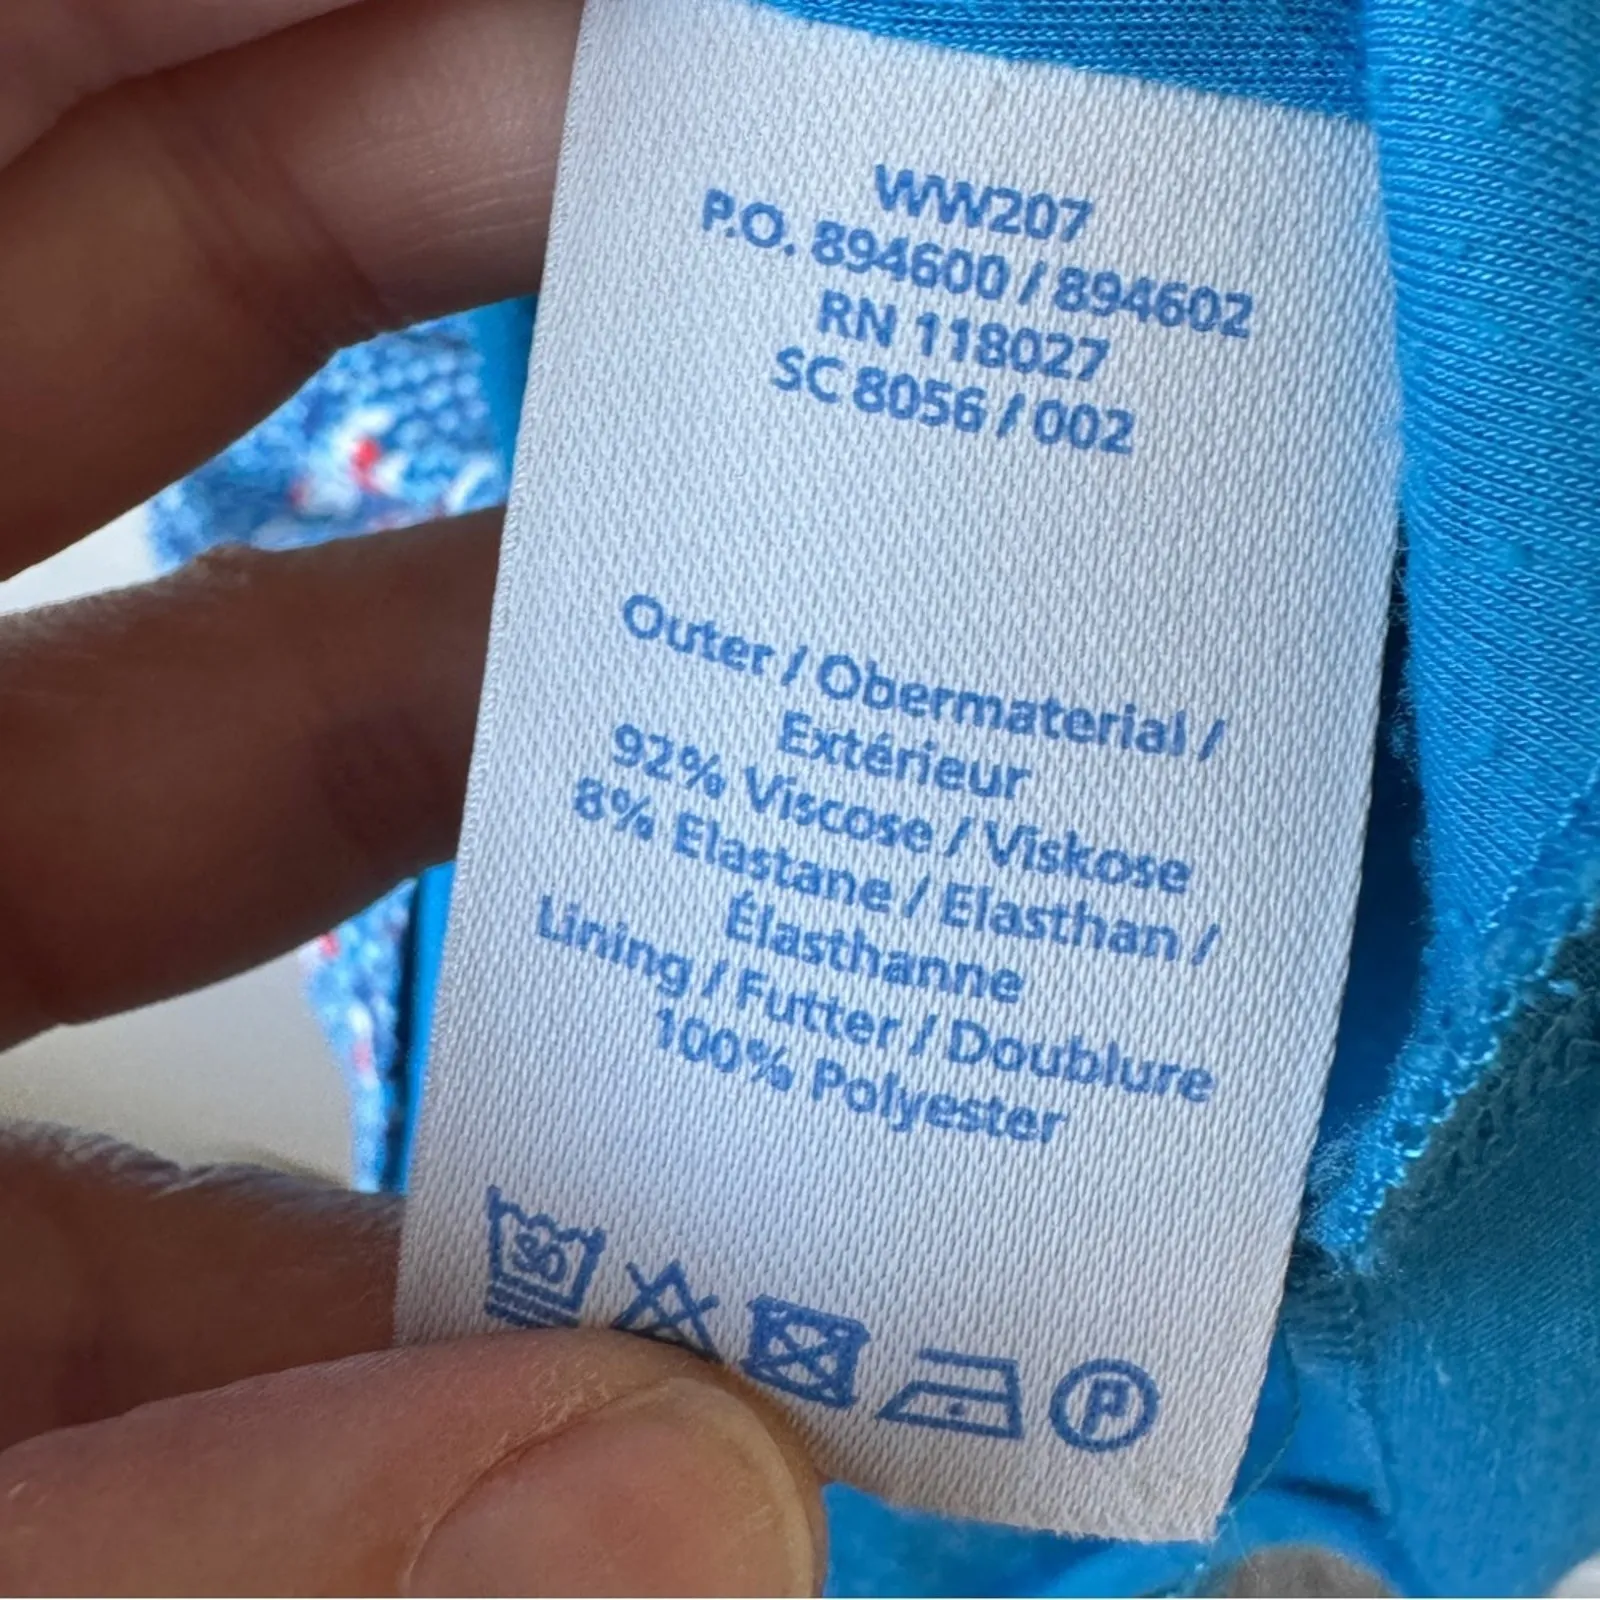 WW207
P.O. 894600 / 894602
RN 118027
SC 8056 / 002
Outer / Obermaterial /
Extérieur
92% Viscose / Viskose
8% Elastane / Elasthan /
Élasthanne
Lining / Futter / Doublure
100% Polyester
30
P